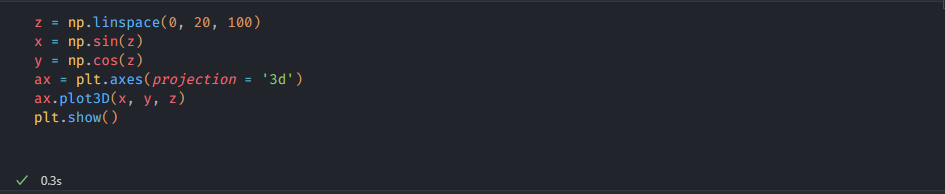 z = np.linspace(0, 20, 100)
x = np.sin(z)
y = np.cos(z)
ax = plt.axes(projection = '3d')
ax.plot3D(x, y, z)
plt.show()
0.3s